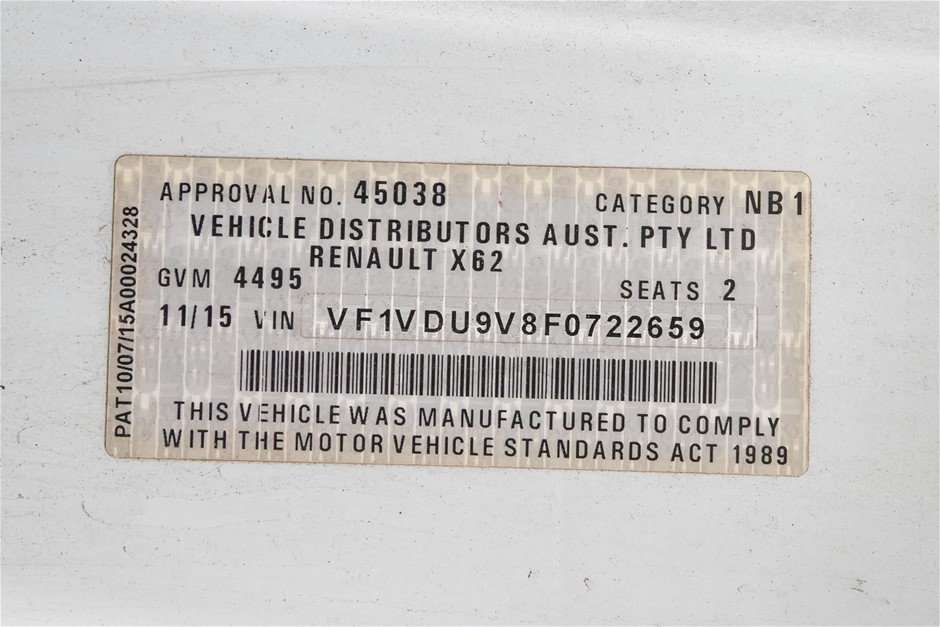 APPROVAL NO. 45038 CATEGORY NB1
VEHICLE DISTRIBUTORS AUST. PTY LTD
RENAULT X62
GVM 4495 SEATS 2
11/15 VIN VF1VDU9V8F0722659
THIS VEHICLE WAS MANUFACTURED TO COMPLY
WITH THE MOTOR VEHICLE STANDARDS ACT 1989
PAT10/07/15A00024328